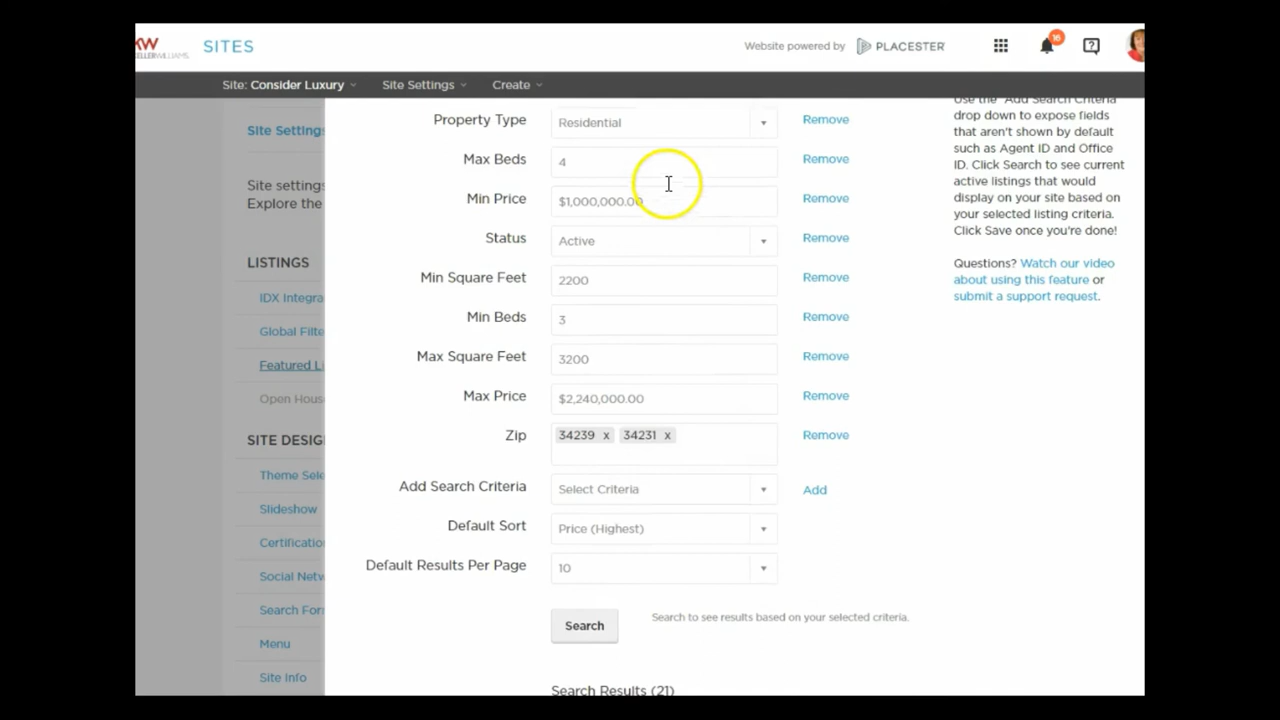 KW
KELLERWILLIAMS
SITES
Website powered by PLACESTER
16
Site: Consider Luxury
Site Settings
Create
Site Settings
Site settings
Explore the
LISTINGS
IDX Integra
Global Filte
Featured Li
Open Hous
SITE DESIG
Theme Sele
Slideshow
Certificatio
Social Netw
Search Form
Menu
Site Info
Property Type
Residential
Remove
Max Beds
4
Remove
Min Price
$1,000,000.00
Remove
Status
Active
Remove
Min Square Feet
2200
Remove
Min Beds
3
Remove
Max Square Feet
3200
Remove
Max Price
$2,240,000.00
Remove
Zip
34239 x 34231 x
Remove
Add Search Criteria
Select Criteria
Add
Default Sort
Price (Highest)
Default Results Per Page
10
Search
Search to see results based on your selected criteria.
Search Results (21)
Use the "Add Search Criteria
drop down to expose fields
that aren't shown by default
such as Agent ID and Office
ID. Click Search to see current
active listings that would
display on your site based on
your selected listing criteria.
Click Save once you're done!
Questions? Watch our video
about using this feature or
submit a support request.